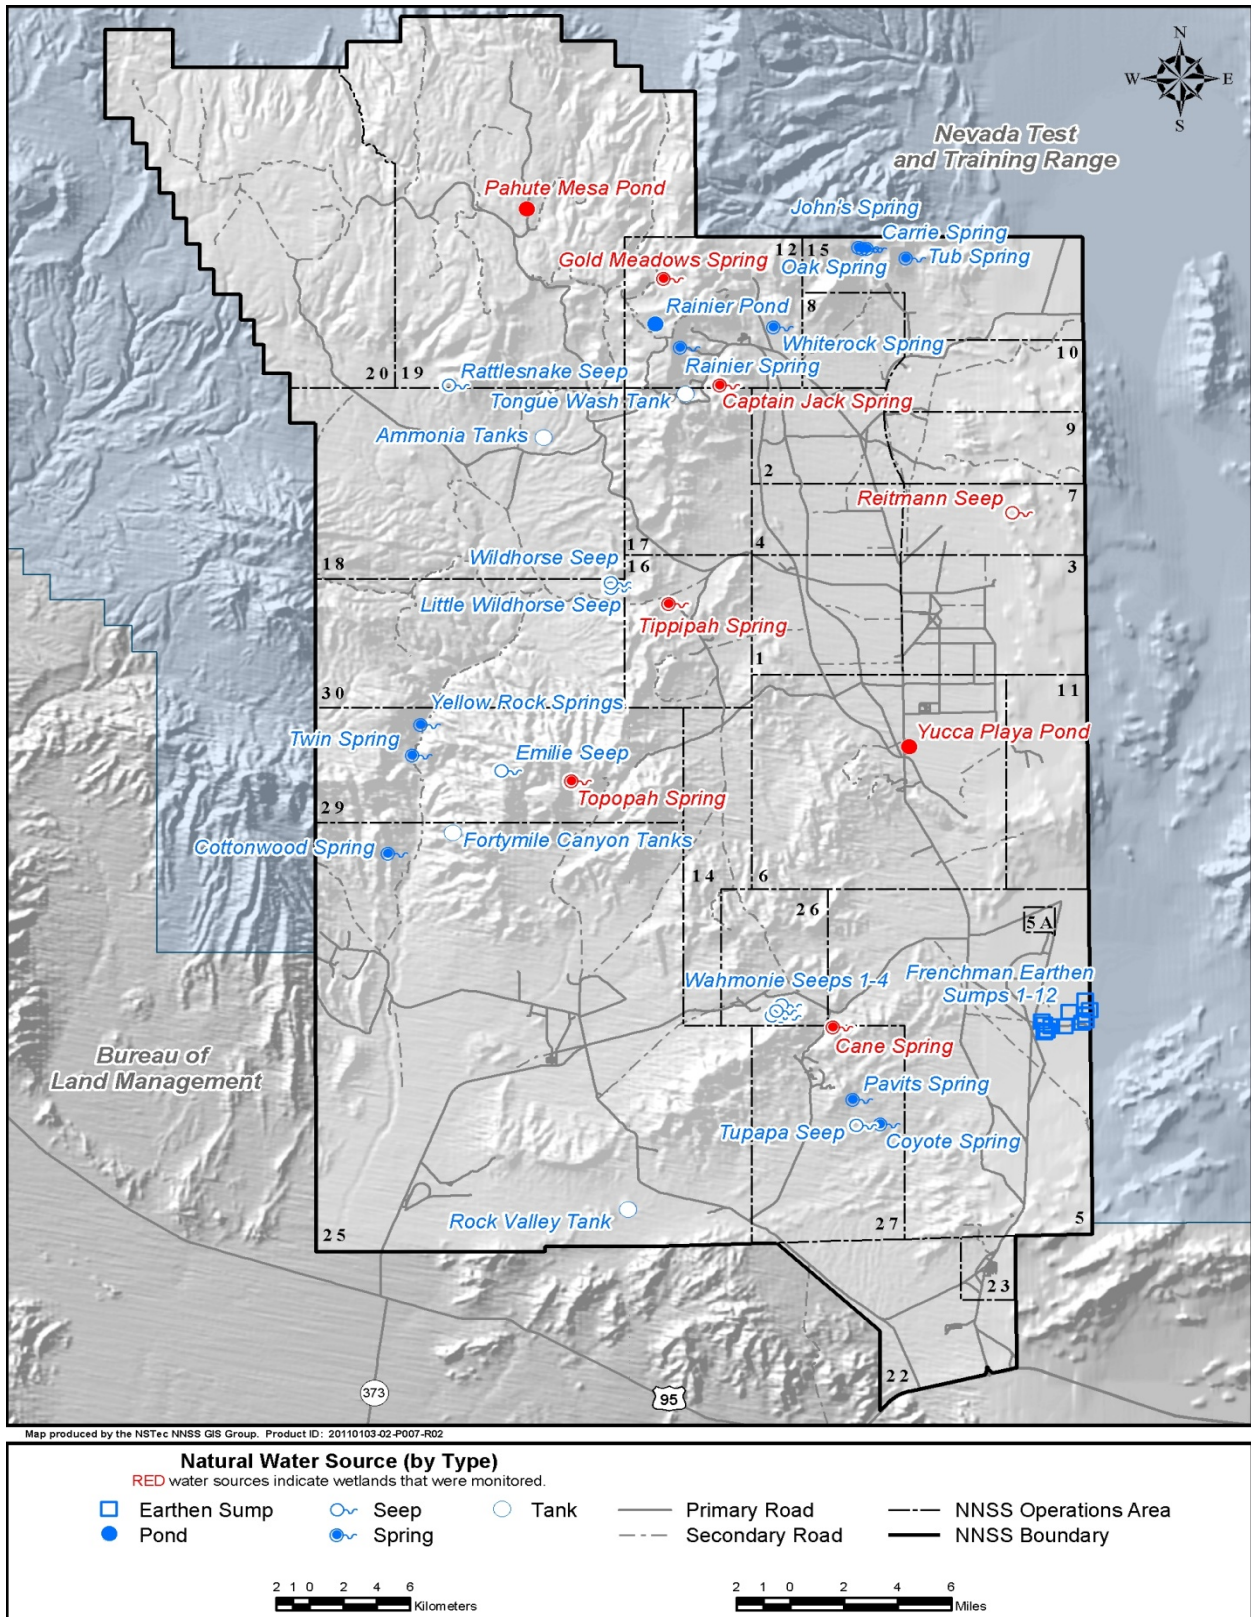 N
W E
S
Nevada Test
and Training Range
Pahute Mesa Pond
John's Spring
Carrie Spring
12 15
Oak Spring
Tub Spring
Gold Meadows Spring
Rainier Pond
8
Whiterock Spring
10
Rainier Spring
20 19
Rattlesnake Seep
Tongue Wash Tank
Captain Jack Spring
9
Ammonia Tanks
2
Reitmann Seep
7
17
4
18
Wildhorse Seep
16
3
Little Wildhorse Seep
Tippipah Spring
1
30
11
Yellow Rock Springs
Yucca Playa Pond
Twin Spring
Emilie Seep
Topopah Spring
29
Fortymile Canyon Tanks
Cottonwood Spring
14
6
26
5A
Wahmonie Seeps 1-4
Frenchman Earthen
Sumps 1-12
Cane Spring
Bureau of
Land Management
Pavits Spring
Tupapa Seep
Coyote Spring
Rock Valley Tank
25
27
5
23
22
373
95
Map produced by the NSTec NNSS GIS Group. Product ID: 20110103-02-P007-R02
Natural Water Source (by Type)
RED water sources indicate wetlands that were monitored.
Earthen Sump Seep Tank Primary Road NNSS Operations Area
Pond Spring Secondary Road NNSS Boundary
2 1 0 2 4 6
Kilometers
2 1 0 2 4 6
Miles